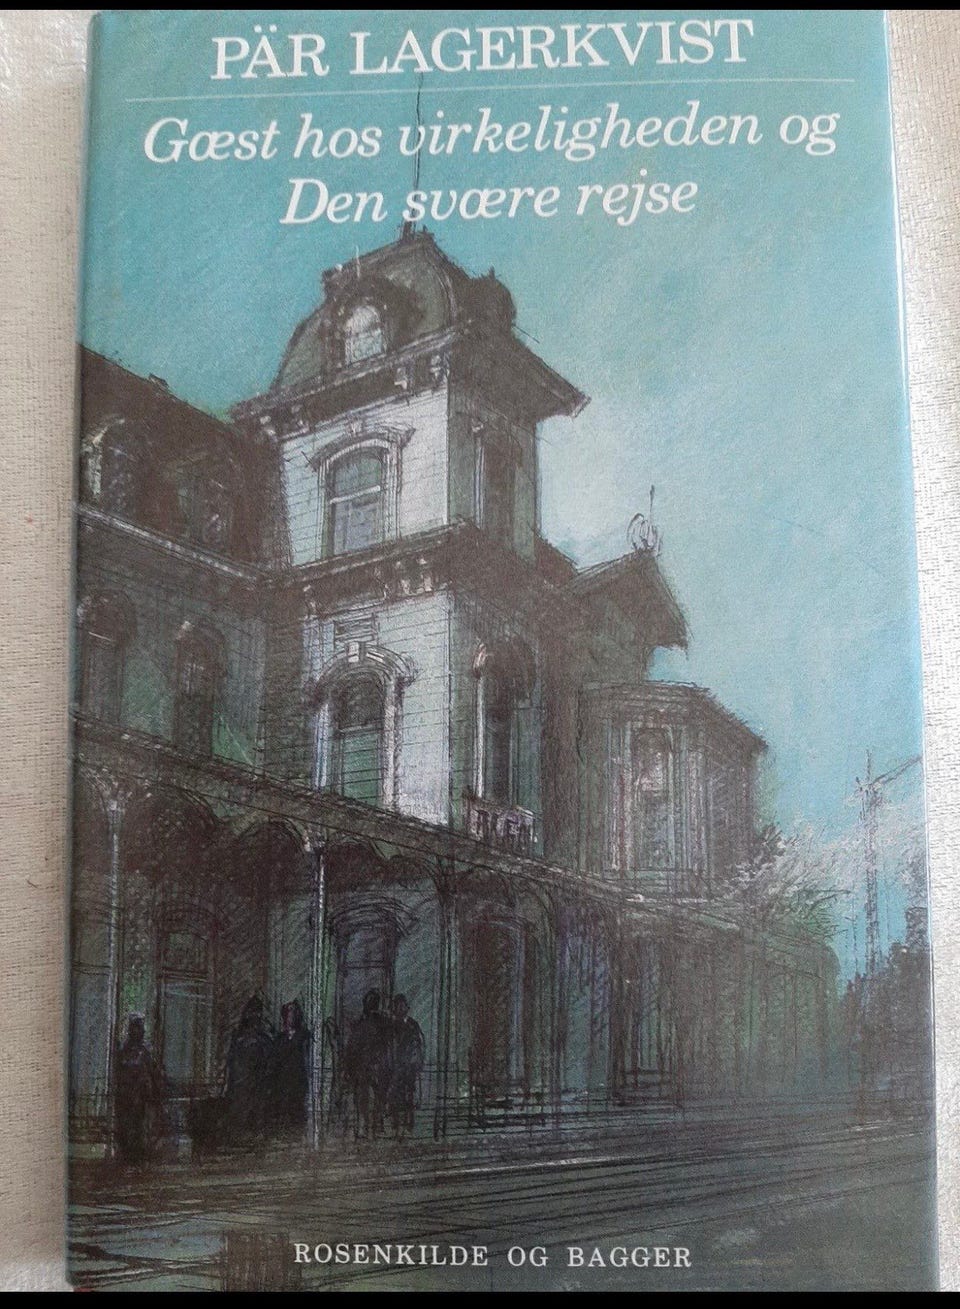 PÄR LAGERKVIST
Gæst hos virkeligheden og
Den svære rejse
ROSENKILDE OG BAGGER